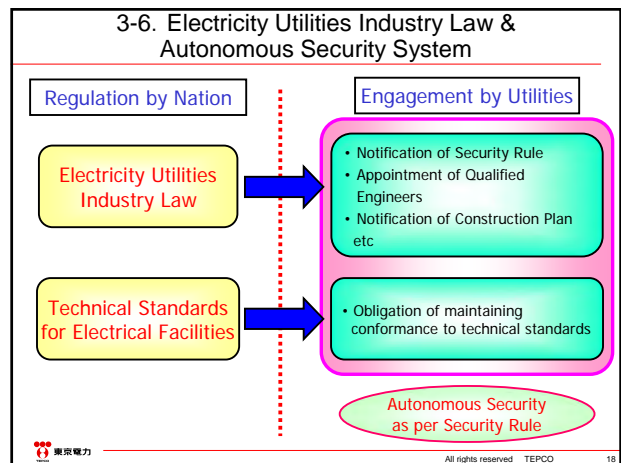 3-6. Electricity Utilities Industry Law &
Autonomous Security System
Regulation by Nation
Engagement by Utilities
Electricity Utilities
Industry Law
• Notification of Security Rule
• Appointment of Qualified
Engineers
• Notification of Construction Plan
etc
Technical Standards
for Electrical Facilities
• Obligation of maintaining
conformance to technical standards
Autonomous Security
as per Security Rule
東京電力
TEPCO
All rights reserved TEPCO 18